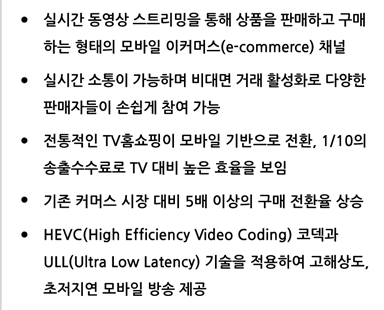 • 실시간 동영상 스트리밍을 통해 상품을 판매하고 구매
하는 형태의 모바일 이커머스(e-commerce) 채널
• 실시간 소통이 가능하며 비대면 거래 활성화로 다양한
판매자들이 손쉽게 참여 가능
• 전통적인 TV홈쇼핑이 모바일 기반으로 전환, 1/10의
송출수수료로 TV 대비 높은 효율을 보임
• 기존 커머스 시장 대비 5배 이상의 구매 전환율 상승
• HEVC(High Efficiency Video Coding) 코덱과
ULL(Ultra Low Latency) 기술을 적용하여 고해상도,
초저지연 모바일 방송 제공